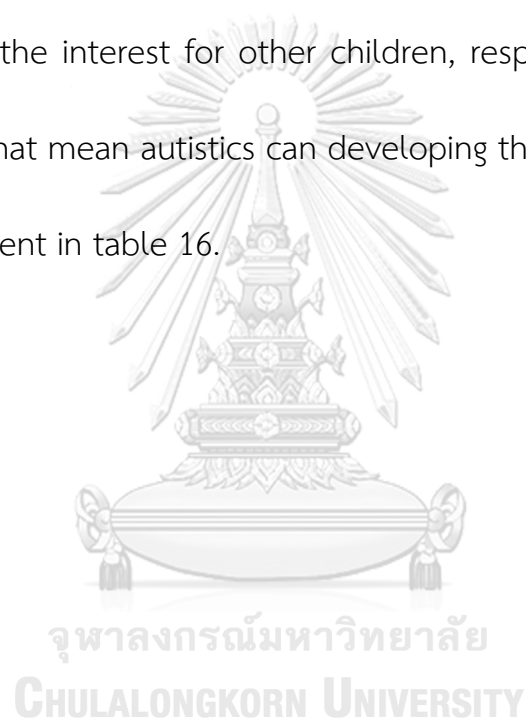 the interest for other children, resp
hat mean autistics can developing th
ent in table 16.
จุฬาลงกรณ์มหาวิทยาลัย
CHULALONGKORN UNIVERSITY